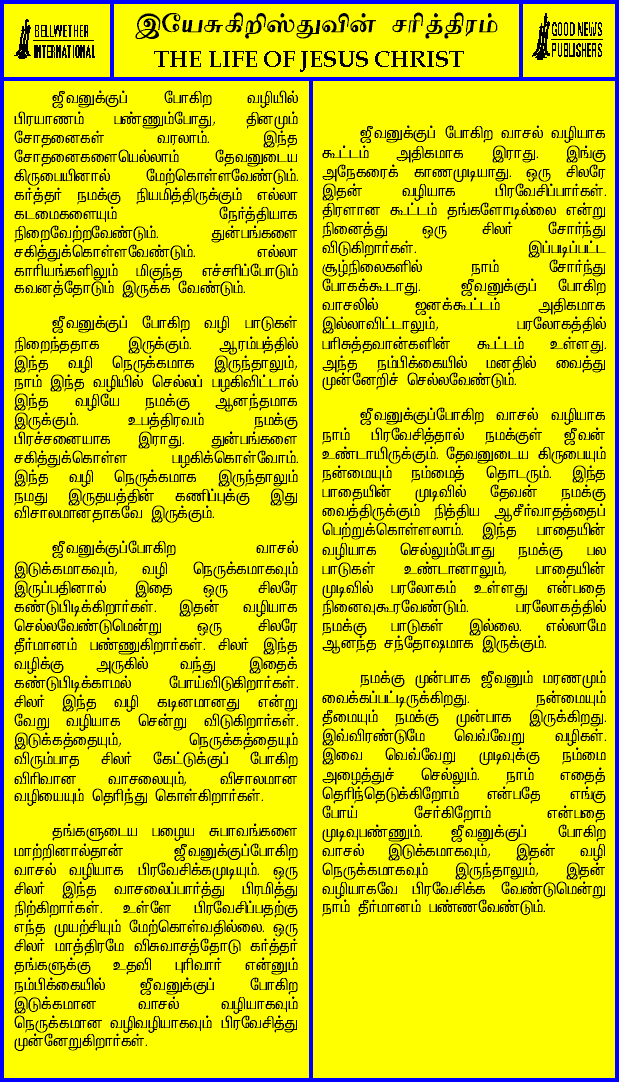 BELLWETHER
INTERNATIONAL
இயேசுகிறிஸ்துவின் சரித்திரம்
THE LIFE OF JESUS CHRIST
GOOD NEWS
PUBLISHERS
ஜீவனுக்குப் போகிற வழியில்
பிரயாணம் பண்ணும்போது, தினமும்
சோதனைகள் வரலாம். இந்த
சோதனைகளையெல்லாம் தேவனுடைய
கிருபையினால் மேற்கொள்ளவேண்டும்.
கர்த்தர் நமக்கு நியமித்திருக்கும் எல்லா
கடமைகளையும் நேர்த்தியாக
நிறைவேற்றவேண்டும். துன்பங்களை
சகித்துக்கொள்ளவேண்டும். எல்லா
காரியங்களிலும் மிகுந்த எச்சரிப்போடும்
கவனத்தோடும் இருக்க வேண்டும்.
ஜீவனுக்குப் போகிற வழி பாடுகள்
நிறைந்ததாக இருக்கும். ஆரம்பத்தில்
இந்த வழி நெருக்கமாக இருந்தாலும்,
நாம் இந்த வழியில் செல்லப் பழகிவிட்டால்
இந்த வழியே நமக்கு ஆனந்தமாக
இருக்கும். உபத்திரவம் நமக்கு
பிரச்சனையாக இராது. துன்பங்களை
சகித்துக்கொள்ள பழகிக்கொள்வோம்.
இந்த வழி நெருக்கமாக இருந்தாலும்
நமது இருதயத்தின் கணிப்புக்கு இது
விசாலமானதாகவே இருக்கும்.
ஜீவனுக்குப்போகிற வாசல்
இடுக்கமாகவும், வழி நெருக்கமாகவும்
இருப்பதினால் இதை ஒரு சிலரே
கண்டுபிடிக்கிறார்கள். இதன் வழியாக
செல்லவேண்டுமென்று ஒரு சிலரே
தீர்மானம் பண்ணுகிறார்கள். சிலர் இந்த
வழிக்கு அருகில் வந்து இதைக்
கண்டுபிடிக்காமல் போய்விடுகிறார்கள்.
சிலர் இந்த வழி கடினமானது என்று
வேறு வழியாக சென்று விடுகிறார்கள்.
இடுக்கத்தையும், நெருக்கத்தையும்
விரும்பாத சிலர் கேட்டுக்குப் போகிற
விரிவான வாசலையும், விசாலமான
வழியையும் தெரிந்து கொள்கிறார்கள்.
தங்களுடைய பழைய சுபாவங்களை
மாற்றினால்தான் ஜீவனுக்குப்போகிற
வாசல் வழியாக பிரவேசிக்கமுடியும். ஒரு
சிலர் இந்த வாசலைப்பார்த்து பிரமித்து
நிற்கிறார்கள். உள்ளே பிரவேசிப்பதற்கு
எந்த முயற்சியும் மேற்கொள்வதில்லை. ஒரு
சிலர் மாத்திரமே விசுவாசத்தோடு கர்த்தர்
தங்களுக்கு உதவி புரிவார் என்னும்
நம்பிக்கையில் ஜீவனுக்குப் போகிற
இடுக்கமான வாசல் வழியாகவும்
நெருக்கமான வழிவழியாகவும் பிரவேசித்து
முன்னேறுகிறார்கள்.
ஜீவனுக்குப் போகிற வாசல் வழியாக
கூட்டம் அதிகமாக இராது. இங்கு
அநேகரைக் காணமுடியாது. ஒரு சிலரே
இதன் வழியாக பிரவேசிப்பார்கள்.
திரளான கூட்டம் தங்களோடில்லை என்று
நினைத்து ஒரு சிலர் சோர்ந்து
விடுகிறார்கள். இப்படிப்பட்ட
சூழ்நிலைகளில் நாம் சோர்ந்து
போகக்கூடாது. ஜீவனுக்குப் போகிற
வாசலில் ஜனக்கூட்டம் அதிகமாக
இல்லாவிட்டாலும், பரலோகத்தில்
பரிசுத்தவான்களின் கூட்டம் உள்ளது.
அந்த நம்பிக்கையில் மனதில் வைத்து
முன்னேறிச் செல்லவேண்டும்.
ஜீவனுக்குப்போகிற வாசல் வழியாக
நாம் பிரவேசித்தால் நமக்குள் ஜீவன்
உண்டாயிருக்கும். தேவனுடைய கிருபையும்
நன்மையும் நம்மைத் தொடரும். இந்த
பாதையின் முடிவில் தேவன் நமக்கு
வைத்திருக்கும் நித்திய ஆசீர்வாதத்தைப்
பெற்றுக்கொள்ளலாம். இந்த பாதையின்
வழியாக செல்லும்போது நமக்கு பல
பாடுகள் உண்டானாலும், பாதையின்
முடிவில் பரலோகம் உள்ளது என்பதை
நினைவுகூரவேண்டும். பரலோகத்தில்
நமக்கு பாடுகள் இல்லை. எல்லாமே
ஆனந்த சந்தோஷமாக இருக்கும்.
நமக்கு முன்பாக ஜீவனும் மரணமும்
வைக்கப்பட்டிருக்கிறது. நன்மையும்
தீமையும் நமக்கு முன்பாக இருக்கிறது.
இவ்விரண்டுமே வெவ்வேறு வழிகள்.
இவை வெவ்வேறு முடிவுக்கு நம்மை
அழைத்துச் செல்லும். நாம் எதைத்
தெரிந்தெடுக்கிறோம் என்பதே எங்கு
போய் சேர்கிறோம் என்பதை
முடிவுபண்ணும். ஜீவனுக்குப் போகிற
வாசல் இடுக்கமாகவும், இதன் வழி
நெருக்கமாகவும் இருந்தாலும், இதன்
வழியாகவே பிரவேசிக்க வேண்டுமென்று
நாம் தீர்மானம் பண்ணவேண்டும்.